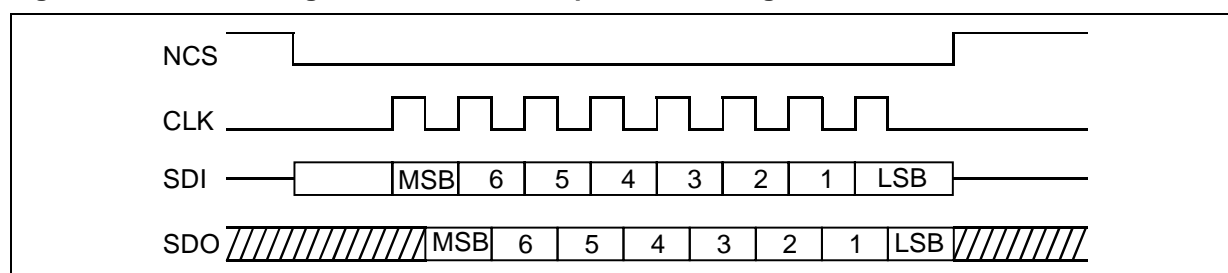 NCS
CLK
SDI MSB 6 5 4 3 2 1 LSB
SDO MSB 6 5 4 3 2 1 LSB